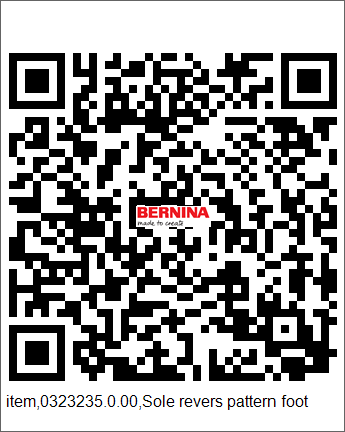 BERNINA
made to create
item,0323235.0.00,Sole revers pattern foot